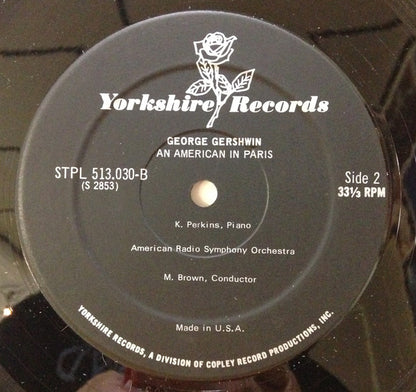 Yorkshire Records
GEORGE GERSHWIN
AN AMERICAN IN PARIS
STPL 513.030-B
(S 2853)
Side 2
33⅓ RPM
K. Perkins, Piano
American Radio Symphony Orchestra
M. Brown, Conductor
Made in U.S.A.
YORKSHIRE RECORDS, A DIVISION OF COPLEY RECORD PRODUCTIONS, INC.